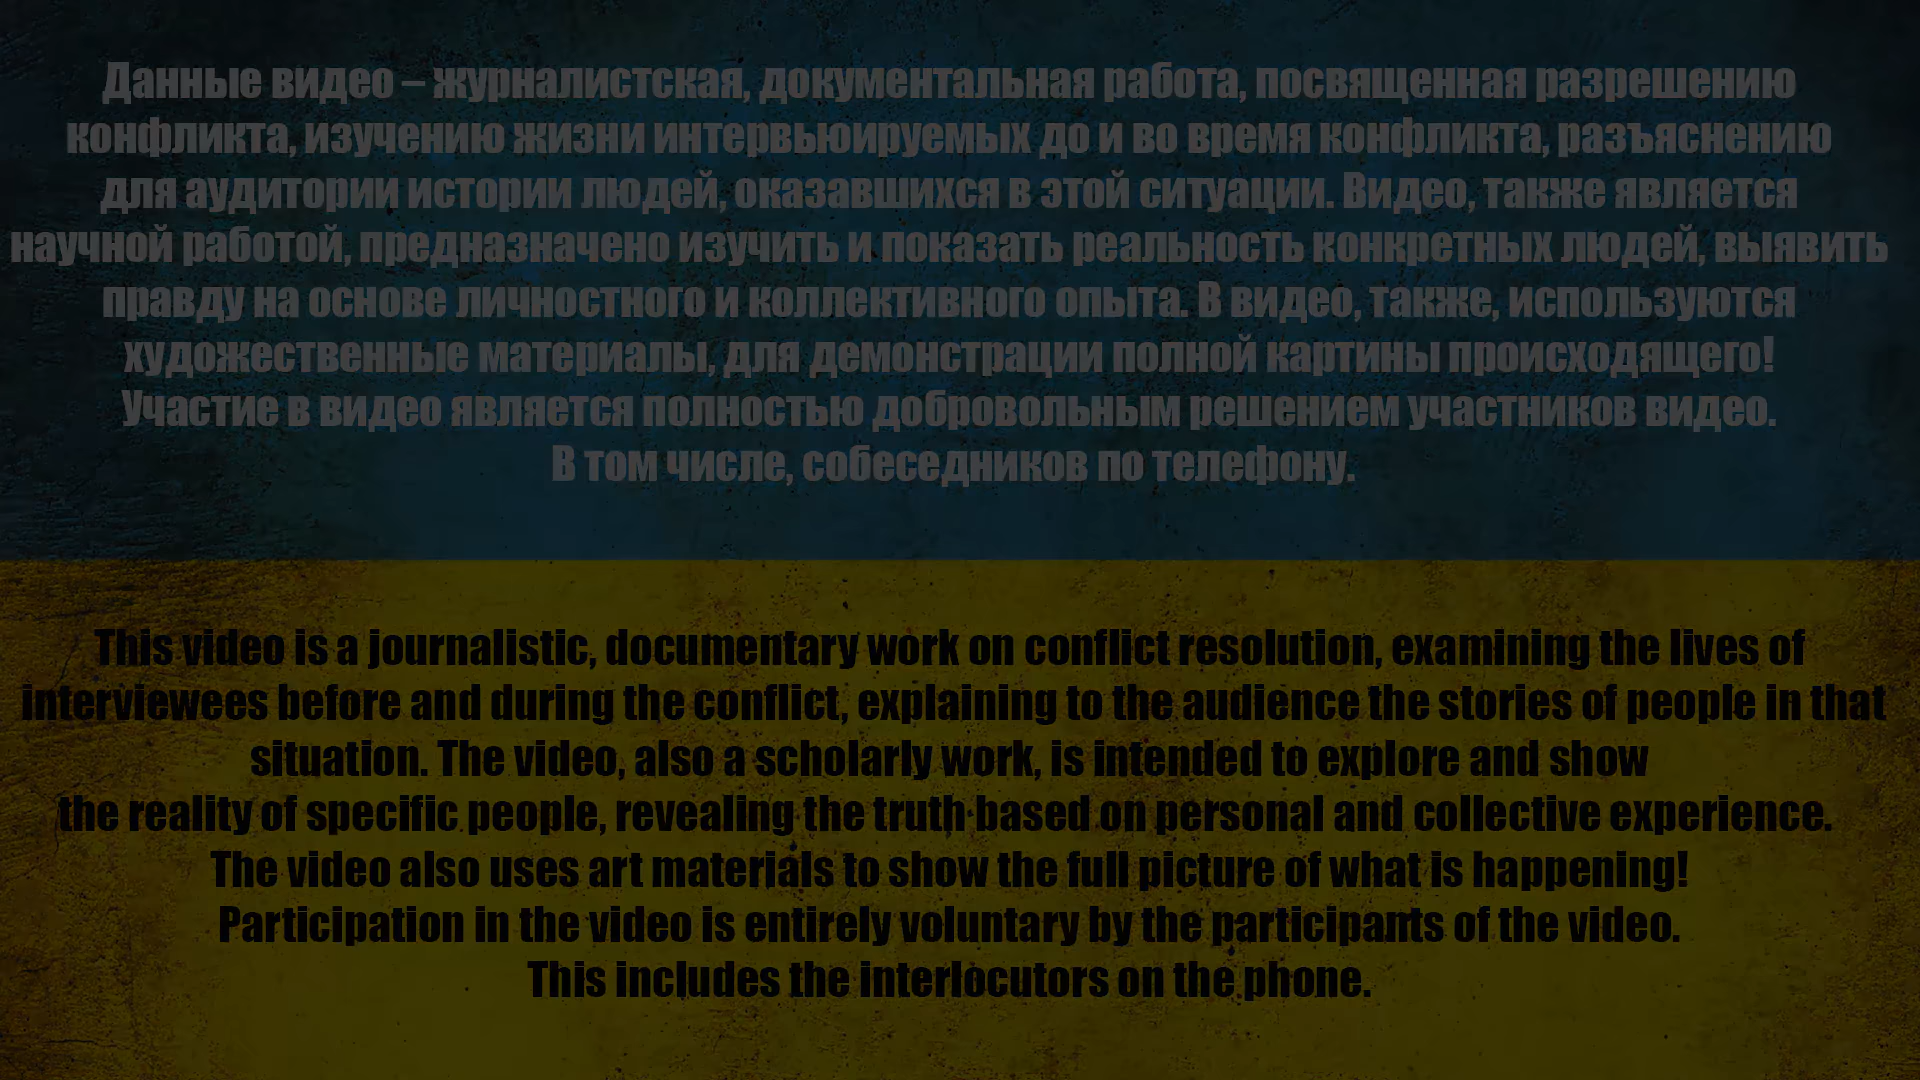 Данные видео – журналистская, документальная работа, посвященная разрешению
конфликта, изучению жизни интервьюируемых до и во время конфликта, разъяснению
для аудитории истории людей, оказавшихся в этой ситуации. Видео, также является
научной работой, предназначено изучить и показать реальность конкретных людей, выявить
правду на основе личностного и коллективного опыта. В видео, также, используются
художественные материалы, для демонстрации полной картины происходящего!
Участие в видео является полностью добровольным решением участников видео.
В том числе, собеседников по телефону.
This video is a journalistic, documentary work on conflict resolution, examining the lives of
interviewees before and during the conflict, explaining to the audience the stories of people in that
situation. The video, also a scholarly work, is intended to explore and show
the reality of specific people, revealing the truth based on personal and collective experience.
The video also uses art materials to show the full picture of what is happening!
Participation in the video is entirely voluntary by the participants of the video.
This includes the interlocutors on the phone.